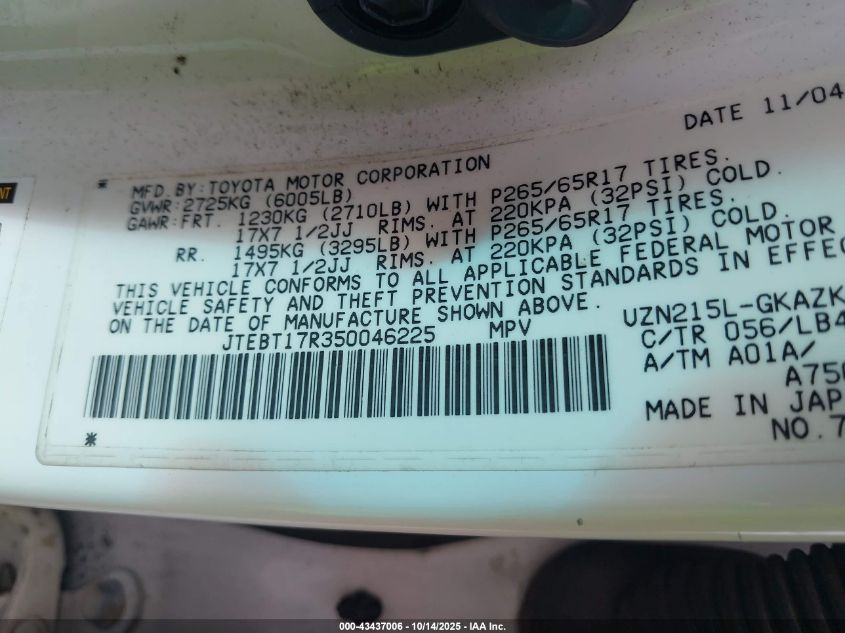 DATE 11/04
MFD.BY:TOYOTA MOTOR CORPORATION
GVWR:2725KG (6005LB)
GAWR:FRT. 1230KG (2710LB) WITH P265/65R17 TIRES.
17X7 1/2JJ RIMS. AT 220KPA (32PSI) COLD.
RR. 1495KG (3295LB) WITH P265/65R17 TIRES.
17X7 1/2JJ RIMS. AT 220KPA (32PSI) COLD.
THIS VEHICLE CONFORMS TO ALL APPLICABLE FEDERAL MOTOR
VEHICLE SAFETY AND THEFT PREVENTION STANDARDS IN EFFEC
ON THE DATE OF MANUFACTURE SHOWN ABOVE.
JTEBT17R350046225 MPV
UZN215L-GKAZK
C/TR 056/LB4
A/TM A01A/
A750
MADE IN JAP
NO.7
000-43437006 - 10/14/2025 - IAA Inc.